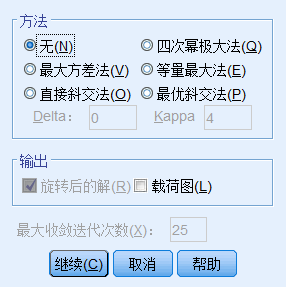 方法
无(N) 四次幂极大法(Q)
最大方差法(V) 等量最大法(E)
直接斜交法(O) 最优斜交法(P)
Delta: 0 Kappa 4
输出
旋转后的解(R) 载荷图(L)
最大收敛迭代次数(X): 25
继续(C) 取消 帮助